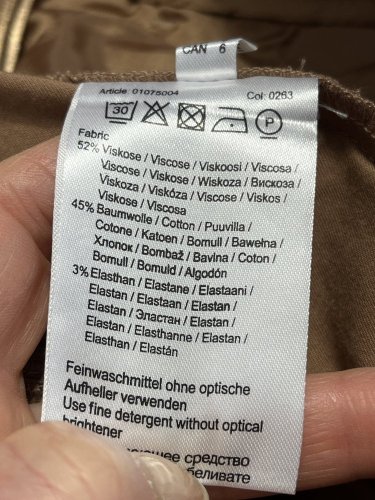 CAN 6
Article 01075004 Col: 0263
30 P
Fabric
52% Viskose / Viscose / Viskoosi / Viscosa /
Viscose / Viskose / Wiskoza / Вискоза /
Viskoza / Viskóza / Viscose / Viskos /
Viskose / Viscosa
45% Baumwolle / Cotton / Puuvilla /
Cotone / Katoen / Bomull / Bawełna /
Хлопок / Bombaž / Bavlna / Coton /
Bomull / Bomuld / Algodón
3% Elasthan / Elastane / Elastaani /
Elastan / Elastaan / Elastan /
Elastan / Эластан / Elastan /
Elastan / Elasthanne / Elastan /
Elasthan / Elastán
Feinwaschmittel ohne optische
Aufheller verwenden
Use fine detergent without optical
brightener
средство